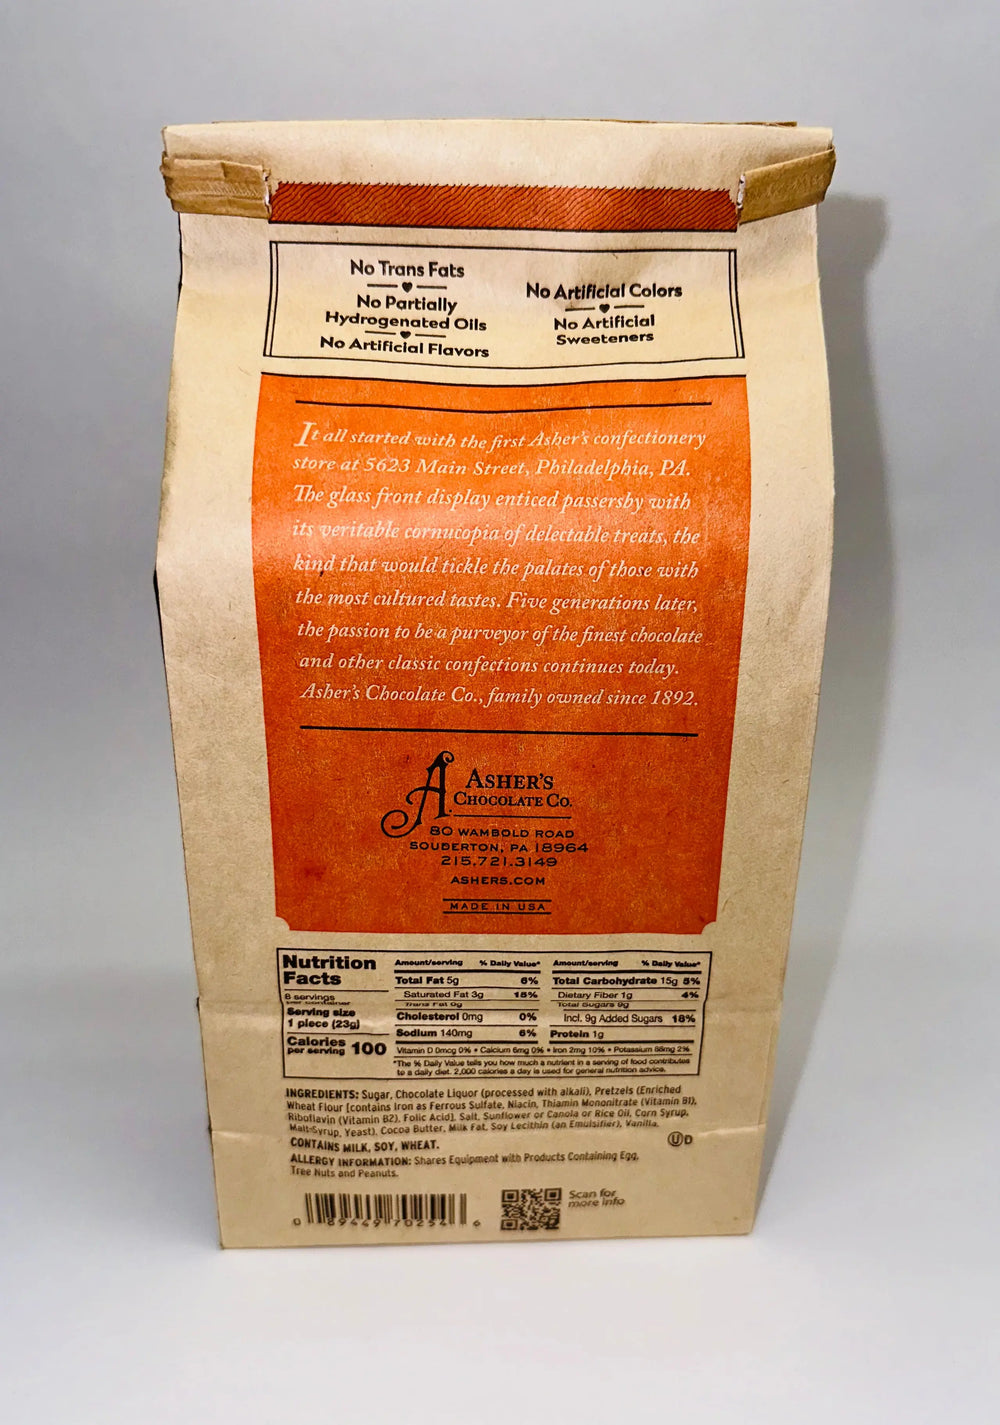 No Trans Fats
No Partially
Hydrogenated Oils
No Artificial Flavors
No Artificial Colors
No Artificial
Sweeteners
It all started with the first Asher's confectionery
store at 5623 Main Street, Philadelphia, PA.
The glass front display enticed passersby with
its veritable cornucopia of delectable treats, the
kind that would tickle the palates of those with
the most cultured tastes. Five generations later,
the passion to be a purveyor of the finest chocolate
and other classic confections continues today.
Asher's Chocolate Co., family owned since 1892.
A.
ASHER'S
CHOCOLATE CO.
80 WAMBOLD ROAD
SOUDERTON, PA 18964
215.721.3149
ASHERS.COM
MADE IN USA
Nutrition
Facts
8 servings
per container
Serving size
1 piece (23g)
Calories
per serving 100
Amount/serving % Daily Value*
Total Fat 5g 6%
Saturated Fat 3g 15%
Trans Fat 0g
Cholesterol 0mg 0%
Sodium 140mg 6%
Amount/serving % Daily Value*
Total Carbohydrate 15g 5%
Dietary Fiber 1g 4%
Total Sugars 9g
Incl. 9g Added Sugars 18%
Protein 1g
Vitamin D 0mcg 0% • Calcium 6mg 0% • Iron 2mg 10% • Potassium 88mg 2%
*The % Daily Value tells you how much a nutrient in a serving of food contributes
to a daily diet. 2,000 calories a day is used for general nutrition advice.
INGREDIENTS: Sugar, Chocolate Liquor (processed with alkali), Pretzels (Enriched
Wheat Flour [contains Iron as Ferrous Sulfate, Niacin, Thiamin Mononitrate (Vitamin B1),
Riboflavin (Vitamin B2), Folic Acid], Salt, Sunflower or Canola or Rice Oil, Corn Syrup,
Malt Syrup, Yeast), Cocoa Butter, Milk Fat, Soy Lecithin (an Emulsifier), Vanilla.
CONTAINS MILK, SOY, WHEAT.
U D
ALLERGY INFORMATION: Shares Equipment with Products Containing Egg,
Tree Nuts and Peanuts.
0 89449 70254 6
Scan for
more info